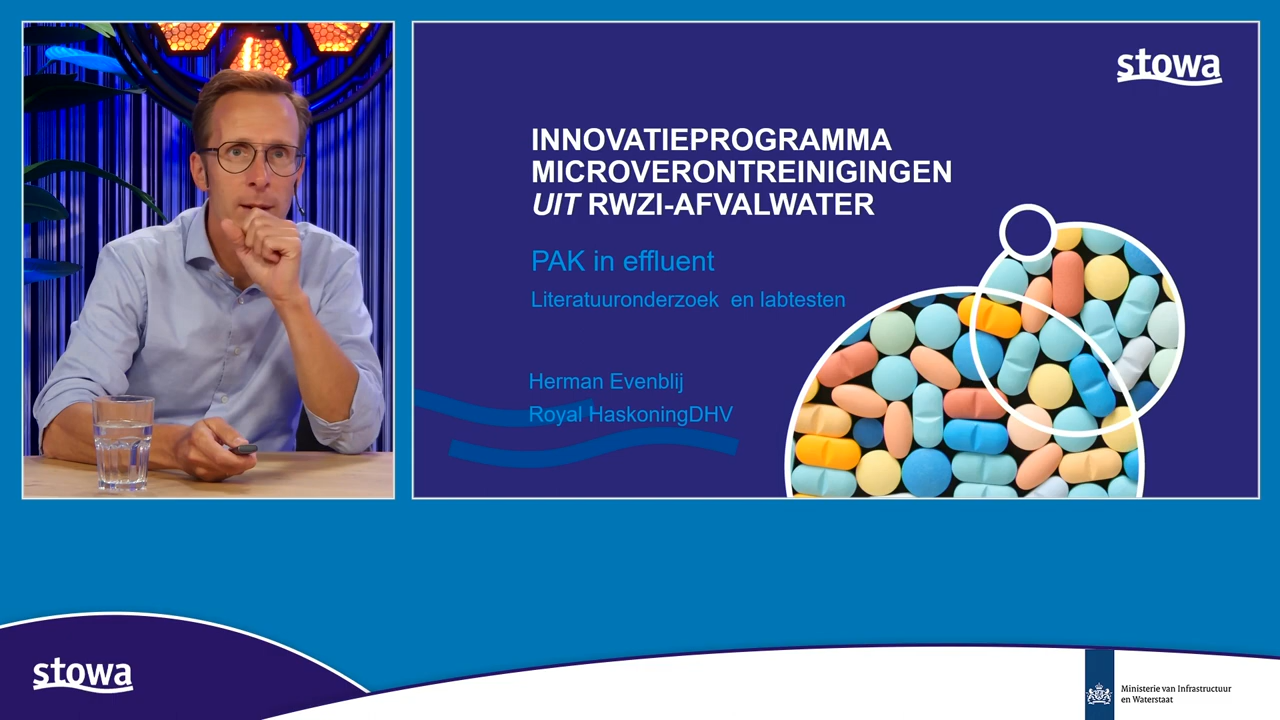 stowa
INNOVATIEPROGRAMMA
MICROVERONTREINIGINGEN
UIT RWZI-AFVALWATER
PAK in effluent
Literatuuronderzoek en labtesten
Herman Evenblij
Royal HaskoningDHV
stowa
Ministerie van Infrastructuur
en Waterstaat